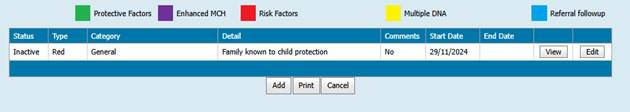 Protective Factors Enhanced MCH Risk Factors Multiple DNA Referral followup
Status Type Category Detail Comments Start Date End Date
Inactive Red General Family known to child protection No 29/11/2024 View Edit
Add Print Cancel